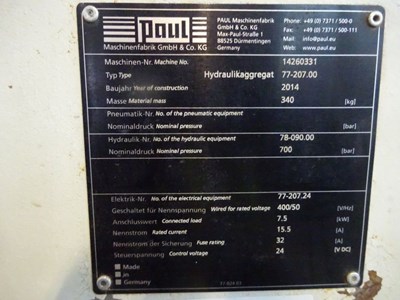 paul
Maschinenfabrik GmbH & Co. KG
PAUL Maschinenfabrik
GmbH & Co. KG
Max-Paul-Straße 1
88525 Dürmentingen
Germany
Phone: +49 (0) 7371 / 500-0
Fax: +49 (0) 7371 / 500-111
Mail: info@paul.eu
Web: www.paul.eu
Maschinen-Nr. Machine No. 14260331
Typ Type Hydraulikaggregat 77-207.00
Baujahr Year of construction 2014
Masse Material mass 340 [kg]
Pneumatik-Nr. No. of the pneumatic equipment
Nominaldruck Nominal pressure [bar]
Hydraulik-Nr. No. of the hydraulic equipment 78-090.00
Nominaldruck Nominal pressure 700 [bar]
Elektrik-Nr. No. of the electrical equipment 77-207.24
Geschaltet für Nennspannung Wired for rated voltage 400/50 [V/Hz]
Anschlusswert Connected load 7.5 [kW]
Nennstrom Rated current 15.5 [A]
Nennstrom der Sicherung Fuse rating 32 [A]
Steuerspannung Control voltage 24 [V DC]
Made
in
Germany